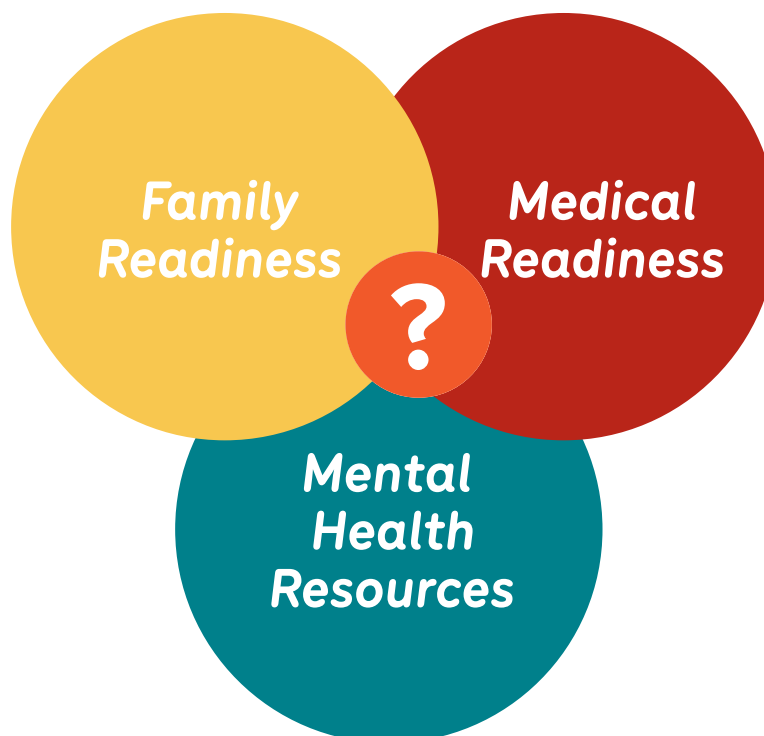 Family
Readiness
Medical
Readiness
?
Mental
Health
Resources